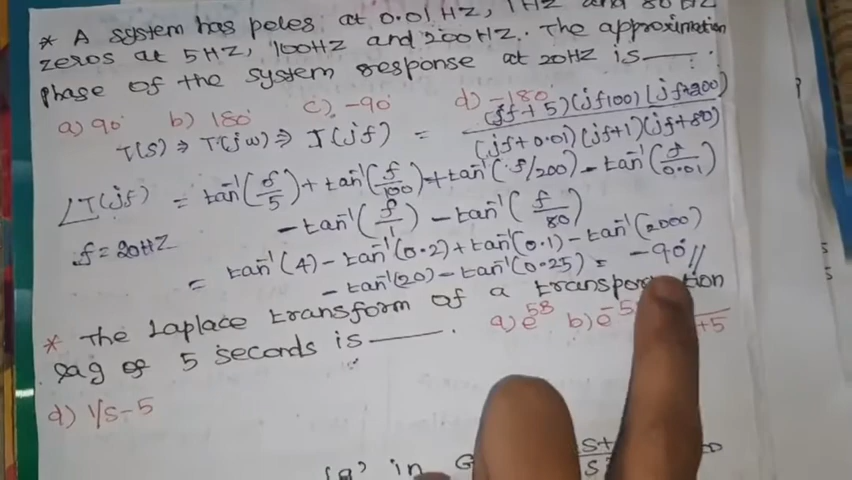 * A system has poles at 0.01 HZ, 1HZ and 80 HZ
zeros at 5HZ, 100HZ and 200HZ. The approximation
phase of the system response at 20HZ is ___ .
a) 90° b) 180° c) -90° d) -180°
T(s) ⇒ T(jω) ⇒ T(jf) = (jf+5)(jf100)(jf+200) / (jf+0.01)(jf+1)(jf+80)
∠T(jf) = tan⁻¹(f/5) + tan⁻¹(f/100) + tan⁻¹(f/200) - tan⁻¹(f/0.01)
- tan⁻¹(f/1) - tan⁻¹(f/80)
f = 20HZ
= tan⁻¹(4) - tan⁻¹(0.2) + tan⁻¹(0.1) - tan⁻¹(2000)
- tan⁻¹(20) - tan⁻¹(0.25) = -90°//
* The Laplace transform of a
lag of 5 seconds is ___ . a) b) +5
d) 1/s-5
in